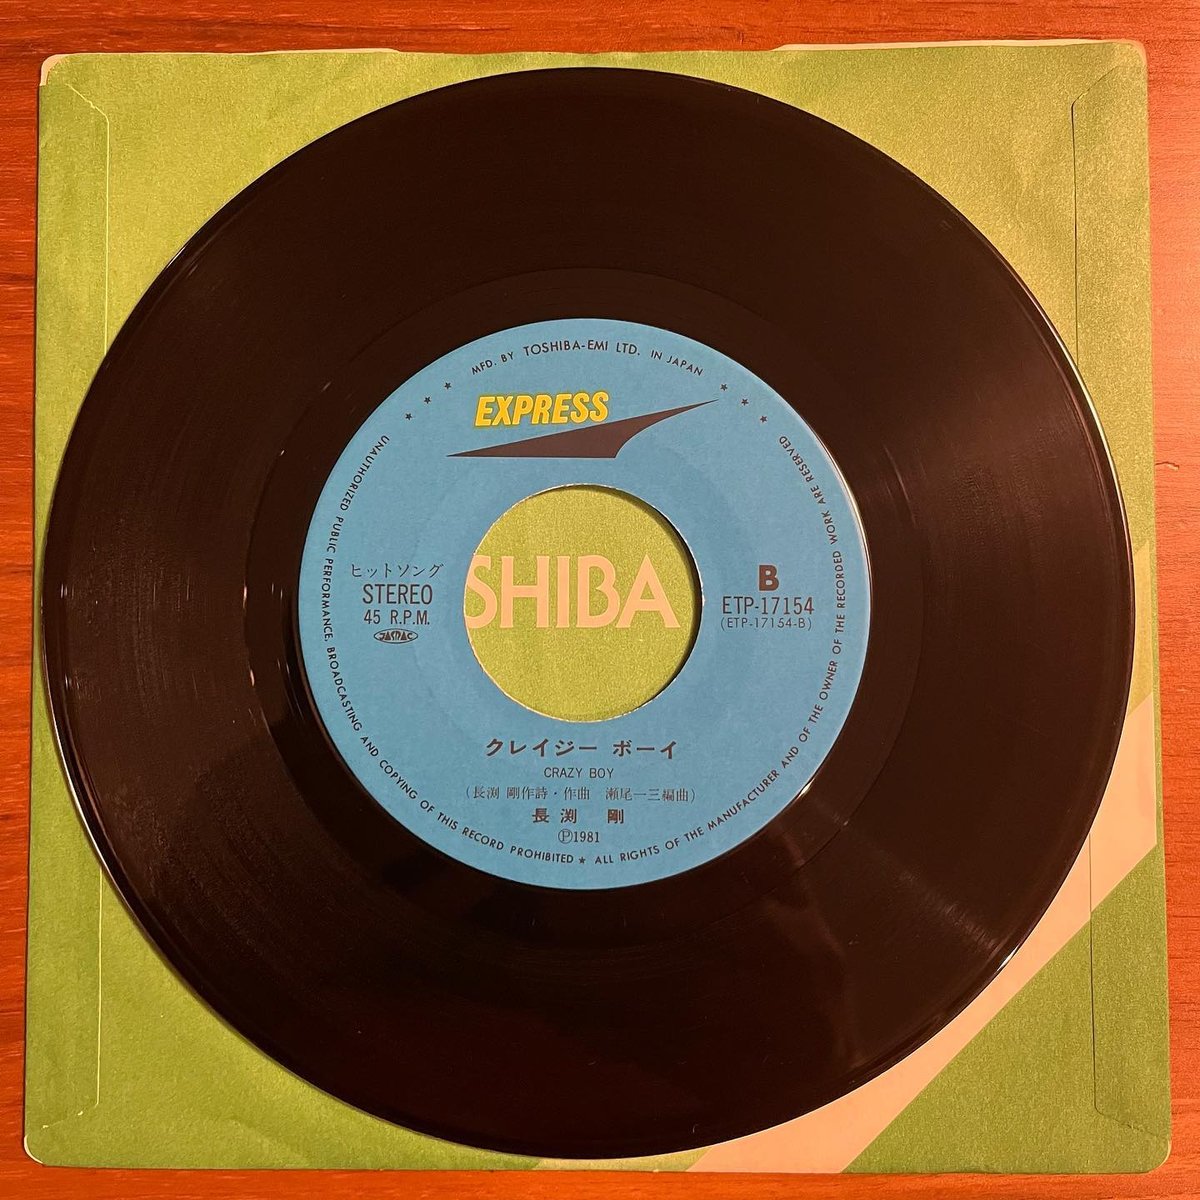 MFD. BY TOSHIBA-EMI LTD. IN JAPAN
EXPRESS
ヒットソング
STEREO
45 R.P.M.
JASRAC
SHIBA
B
ETP-17154
(ETP-17154-B)
クレイジー ボーイ
CRAZY BOY
(長渕 剛作詩・作曲 瀬尾一三編曲)
長渕 剛
Ⓟ1981
UNAUTHORIZED PUBLIC PERFORMANCE, BROADCASTING AND COPYING OF THIS RECORD PROHIBITED ★ ALL RIGHTS OF THE MANUFACTURER AND OF THE OWNER OF THE RECORDED WORK ARE RESERVED